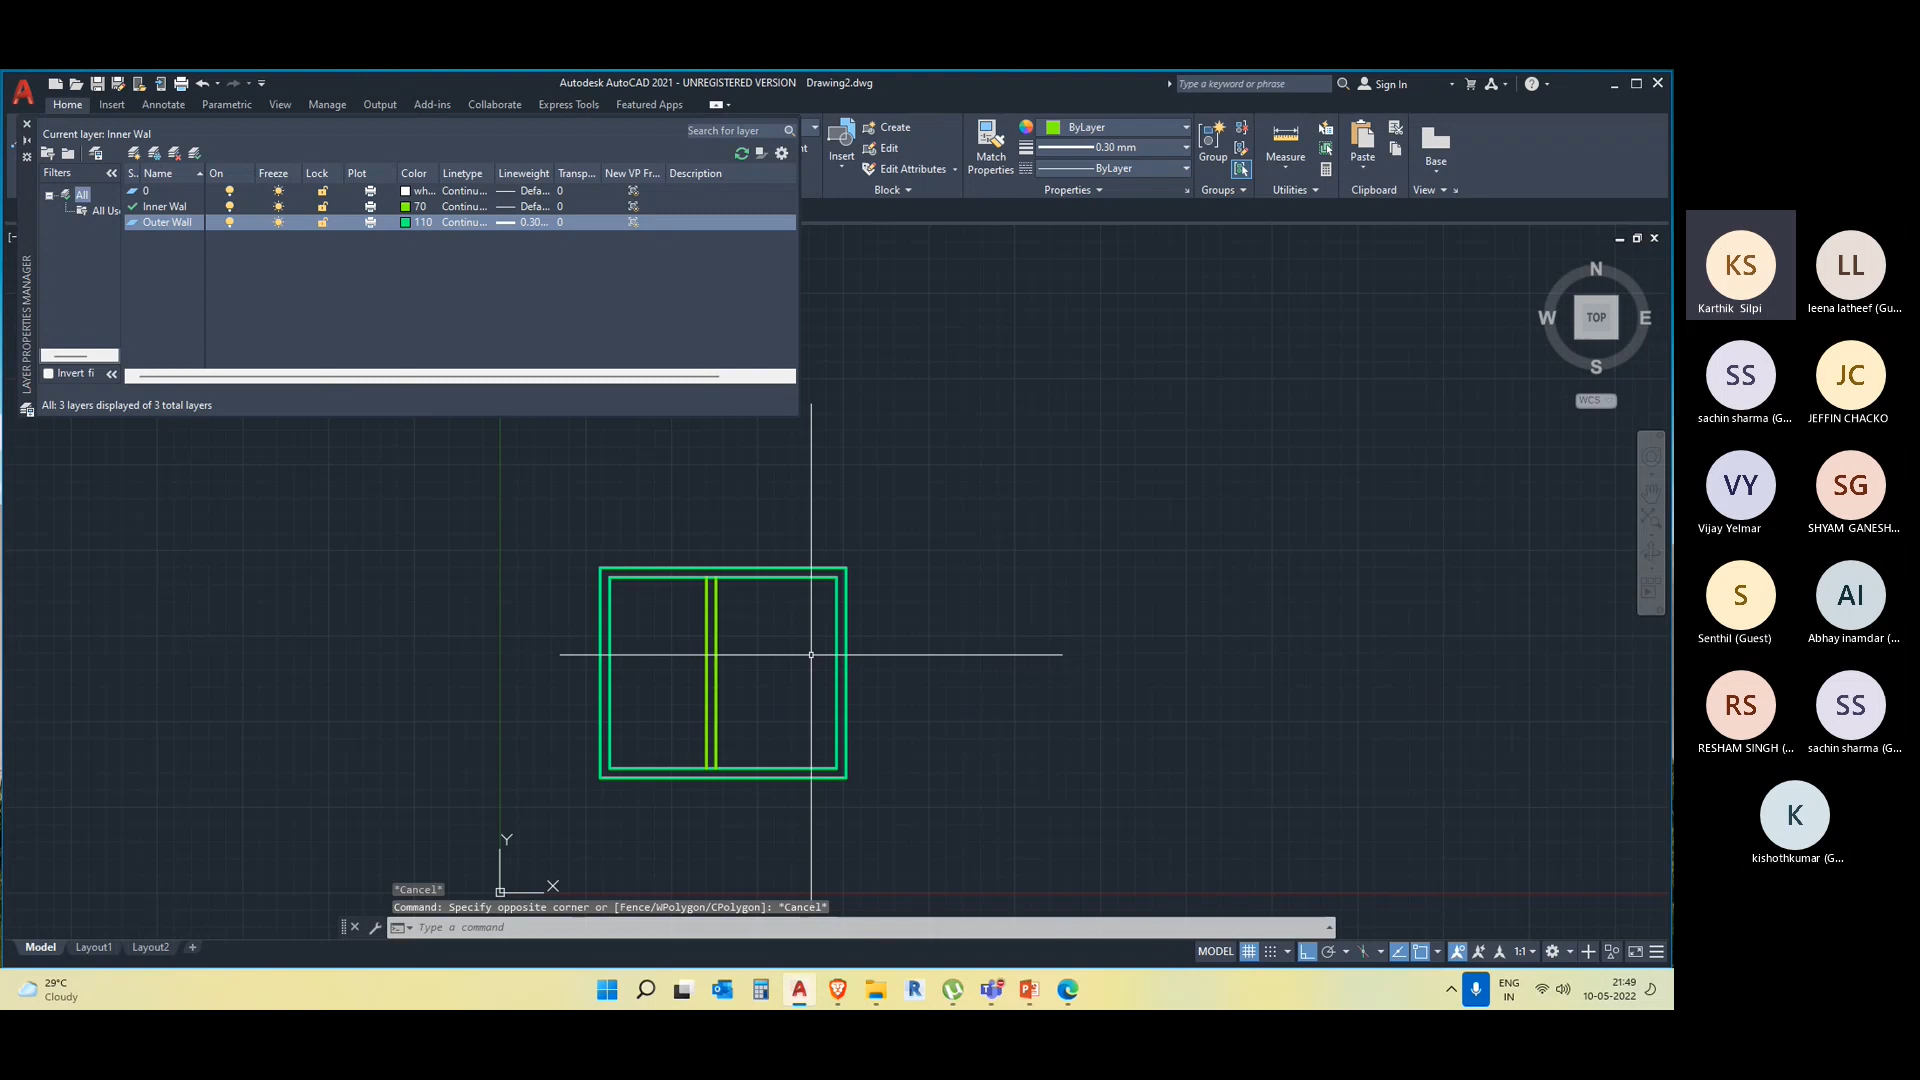 Autodesk AutoCAD 2021 - UNREGISTERED VERSION Drawing2.dwg
Type a keyword or phrase
Sign In
Home Insert Annotate Parametric View Manage Output Add-ins Collaborate Express Tools Featured Apps
Current layer: Inner Wal
Search for layer
Filters
S.. Name On Freeze Lock Plot Color Linetype Lineweight Transp... New VP Fr... Description
All
All Us
0 wh... Continu... Defa... 0
Inner Wal 70 Continu... Defa... 0
Outer Wall 110 Continu... 0.30... 0
Invert fi
All: 3 layers displayed of 3 total layers
LAYER PROPERTIES MANAGER
nt
Insert
Create
Edit
Edit Attributes
Block
Match
Properties
ByLayer
0.30 mm
ByLayer
Properties
Group
Groups
Measure
Utilities
Paste
Clipboard
Base
View
[-
N
W TOP E
S
WCS
Y
X
*Cancel*
Command: Specify opposite corner or [Fence/WPolygon/CPolygon]: *Cancel*
Type a command
Model Layout1 Layout2 +
MODEL
1:1
29°C
Cloudy
ENG
IN
21:49
10-05-2022
KS
Karthik Silpi
LL
leena latheef (Gu...
SS
sachin sharma (G...
JC
JEFFIN CHACKO
VY
Vijay Yelmar
SG
SHYAM GANESH...
S
Senthil (Guest)
AI
Abhay inamdar (...
RS
RESHAM SINGH (...
SS
sachin sharma (G...
K
kishothkumar (G...